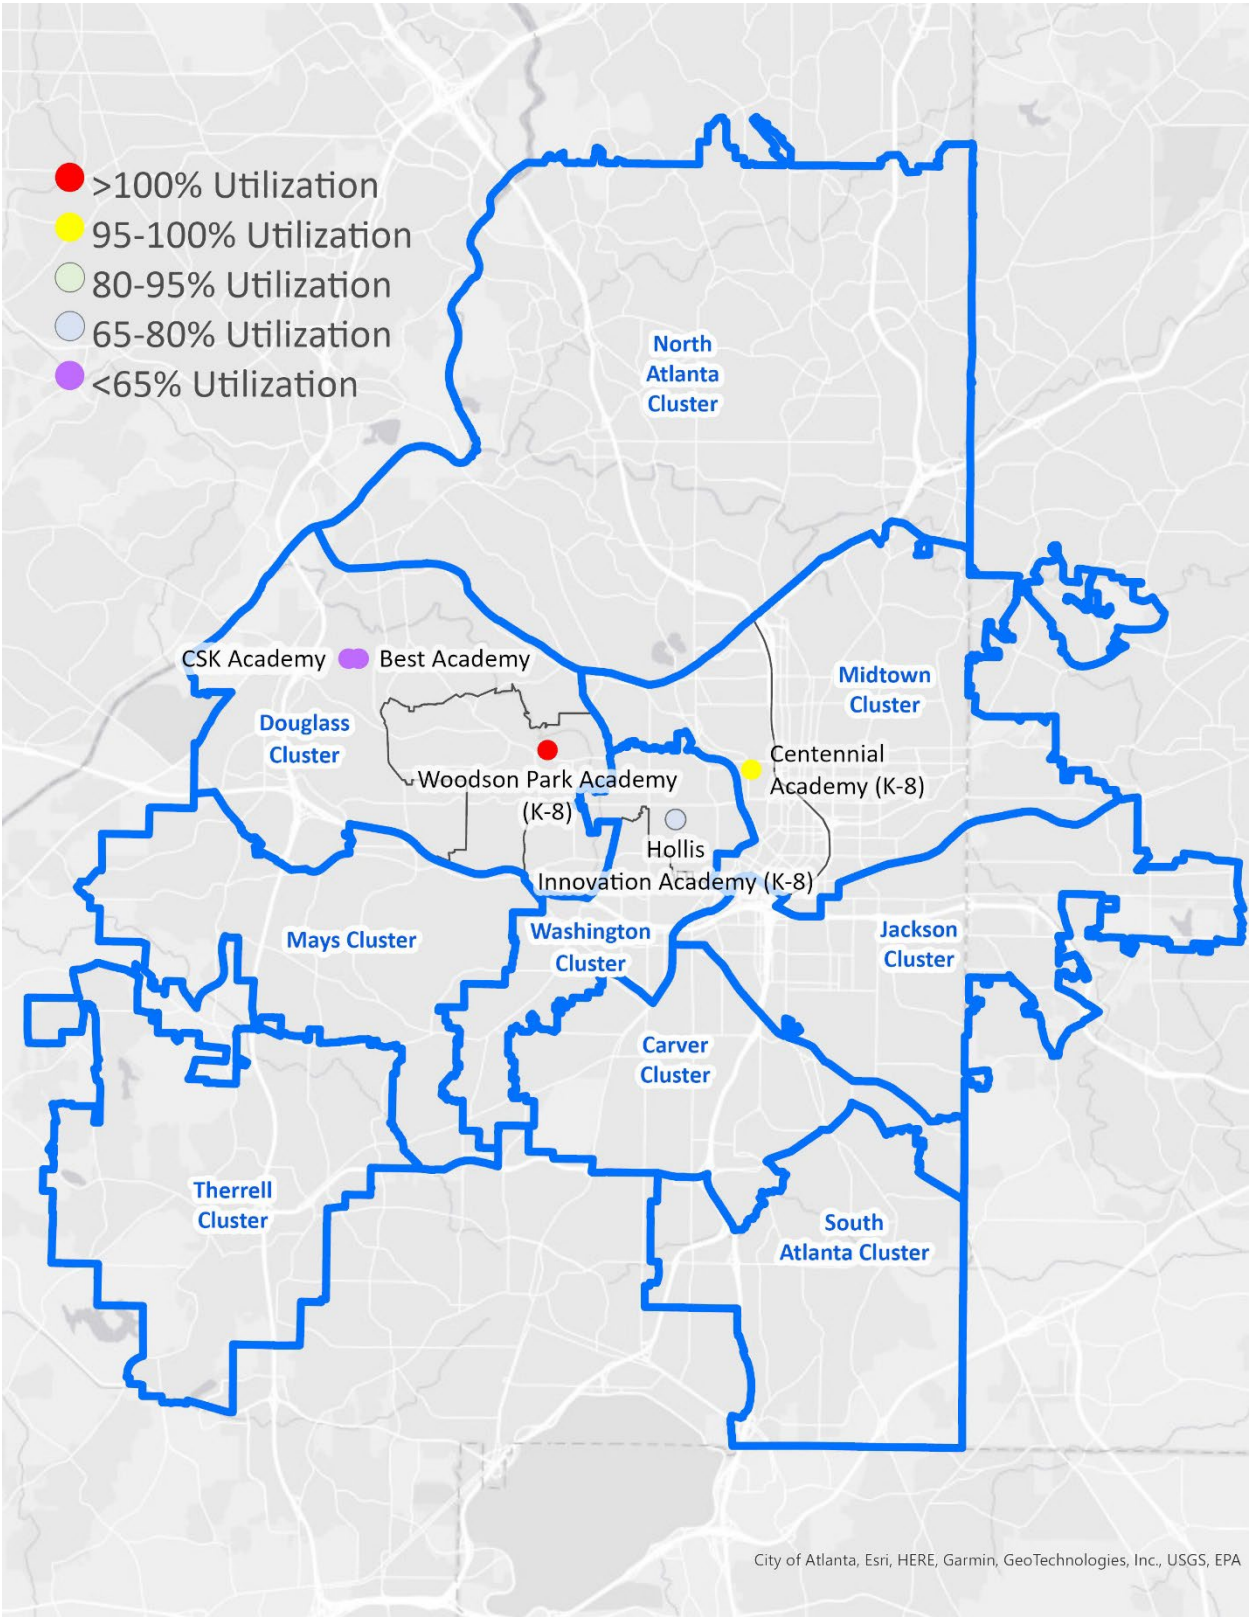 >100% Utilization
95-100% Utilization
80-95% Utilization
65-80% Utilization
<65% Utilization
North
Atlanta
Cluster
CSK Academy
Best Academy
Midtown
Cluster
Douglass
Cluster
Centennial
Academy (K-8)
Woodson Park Academy
(K-8)
Hollis
Innovation Academy (K-8)
Mays Cluster
Washington
Cluster
Jackson
Cluster
Carver
Cluster
Therrell
Cluster
South
Atlanta Cluster
City of Atlanta, Esri, HERE, Garmin, GeoTechnologies, Inc., USGS, EPA